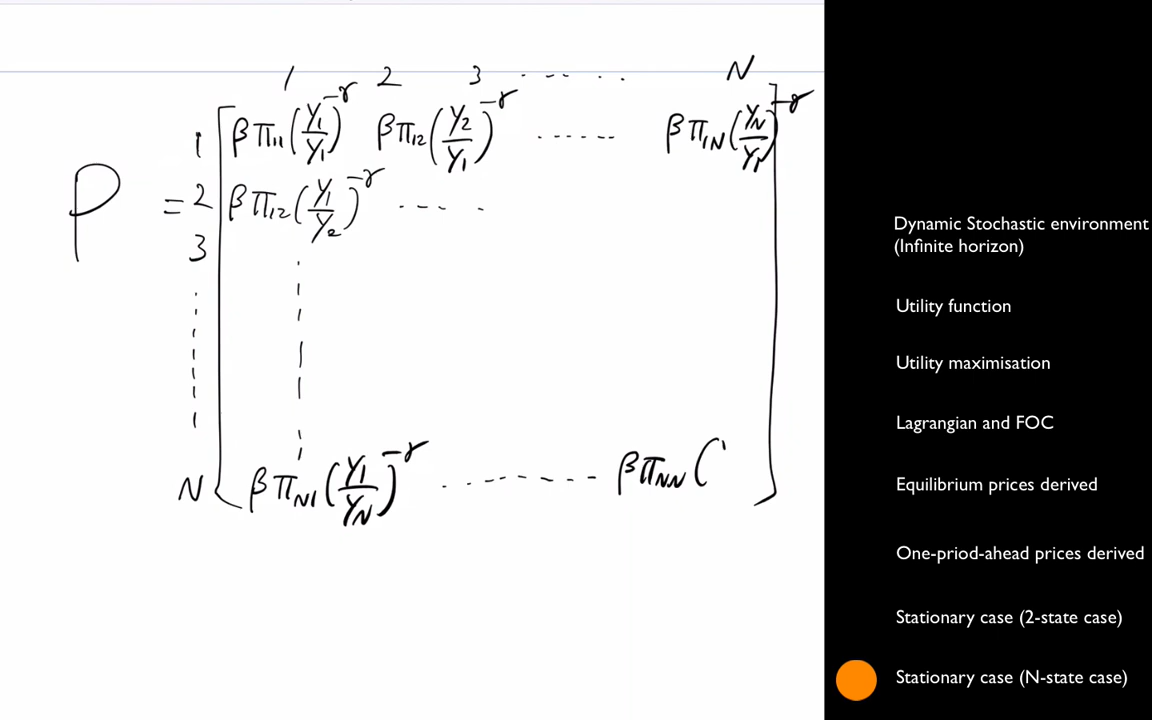 1 2 3 ...... N
1 βπ₁₁(Y₁/Y₁)^-γ βπ₁₂(Y₂/Y₁)^-γ ...... βπ₁N(YN/Y₁)^-γ
P = 2 βπ₁₂(Y₁/Y₂)^-γ ....
3
N βπN₁(Y₁/YN)^-γ ........ βπNN(
Dynamic Stochastic environment
(Infinite horizon)
Utility function
Utility maximisation
Lagrangian and FOC
Equilibrium prices derived
One-priod-ahead prices derived
Stationary case (2-state case)
Stationary case (N-state case)